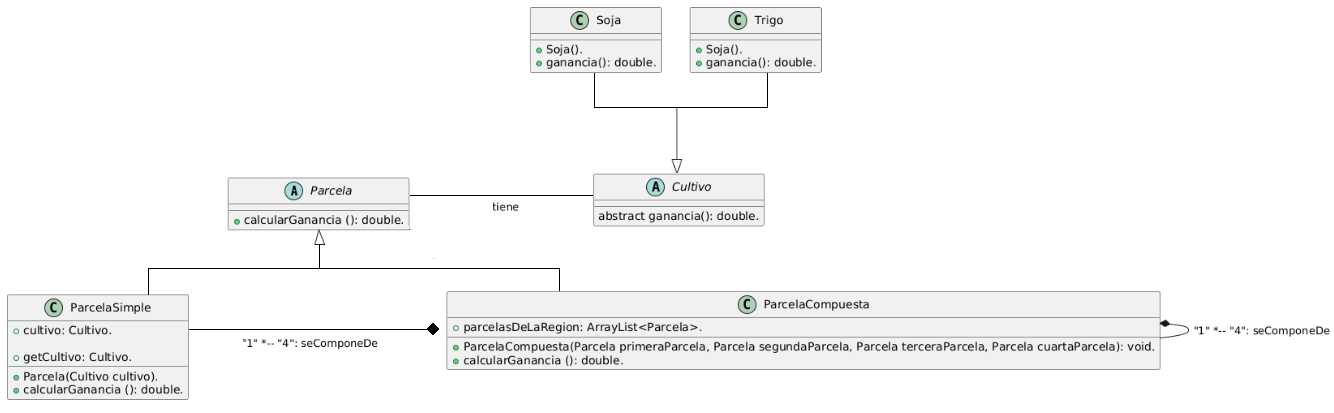 C Soja
Soja().
ganancia(): double.
C Trigo
Soja().
ganancia(): double.
A Parcela
calcularGanancia (): double.
tiene
A Cultivo
abstract ganancia(): double.
C ParcelaSimple
cultivo: Cultivo.
getCultivo: Cultivo.
Parcela(Cultivo cultivo).
calcularGanancia (): double.
"1" *-- "4": seComponeDe
C ParcelaCompuesta
parcelasDeLaRegion: ArrayList<Parcela>.
ParcelaCompuesta(Parcela primeraParcela, Parcela segundaParcela, Parcela terceraParcela, Parcela cuartaParcela): void.
calcularGanancia (): double.
"1" *-- "4": seComponeDe